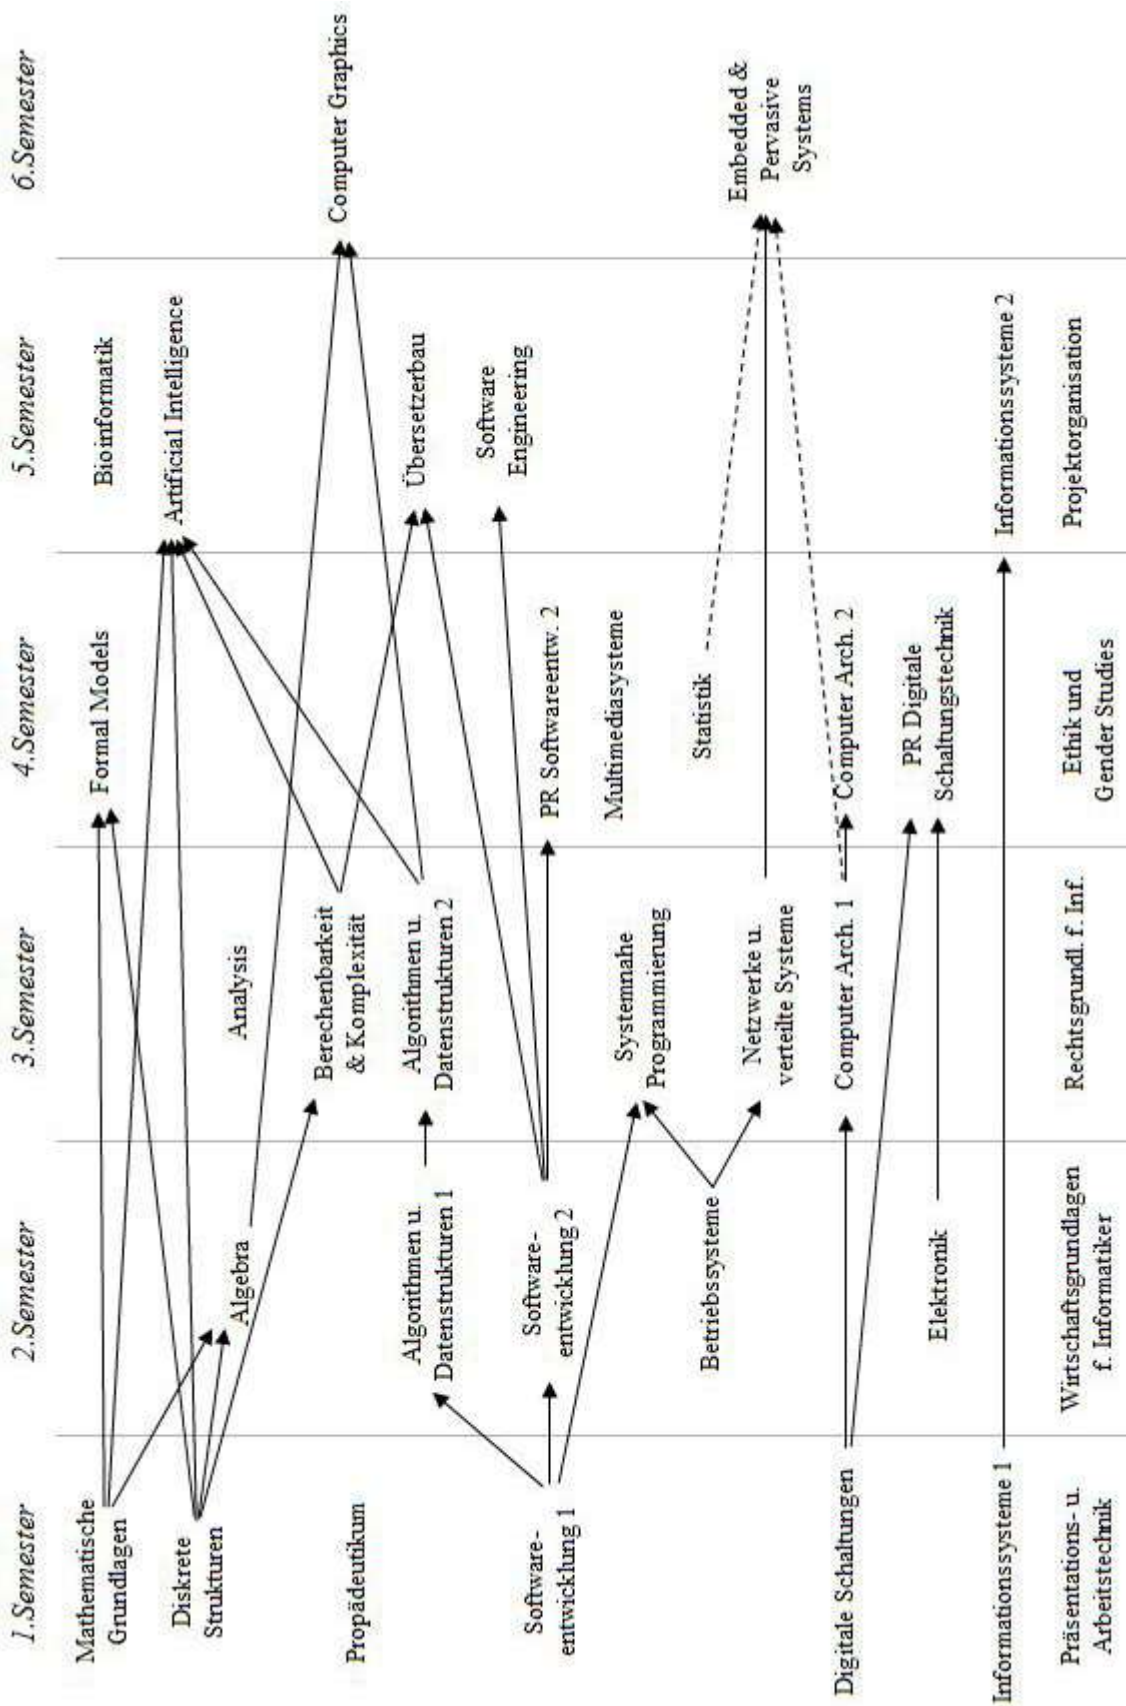 1.Semester
2.Semester
3.Semester
4.Semester
5.Semester
6.Semester
Mathematische
Grundlagen
Diskrete
Strukturen
Propädeutikum
Software-
entwicklung 1
Digitale Schaltungen
Informationssysteme 1
Präsentations- u.
Arbeitstechnik
Algebra
Algorithmen u.
Datenstrukturen 1
Software-
entwicklung 2
Betriebssysteme
Elektronik
Wirtschaftsgrundlagen
f. Informatiker
Analysis
Berechenbarkeit
& Komplexität
Algorithmen u.
Datenstrukturen 2
Systemnahe
Programmierung
Netzwerke u.
verteilte Systeme
Computer Arch. 1
Rechtsgrundl. f. Inf.
Formal Models
PR Softwareentw. 2
Multimediasysteme
Statistik
Computer Arch. 2
PR Digitale
Schaltungstechnik
Ethik und
Gender Studies
Bioinformatik
Artificial Intelligence
Übersetzerbau
Software
Engineering
Informationssysteme 2
Projektorganisation
Computer Graphics
Embedded &
Pervasive
Systems